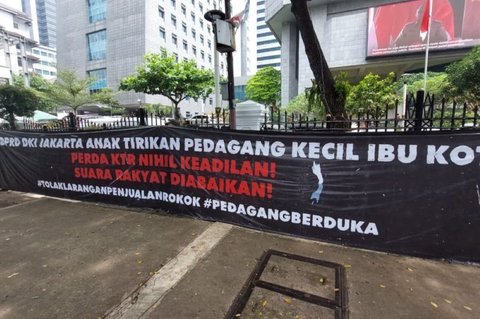 DPRD DKI JAKARTA ANAK TIRIKAN PEDAGANG KECIL IBU KOT
PERDA KTR NIHIL KEADILAN!
SUARA RAKYAT DIABAIKAN!
#TOLAKLARANGANPENJUALANROKOK #PEDAGANGBERDUKA